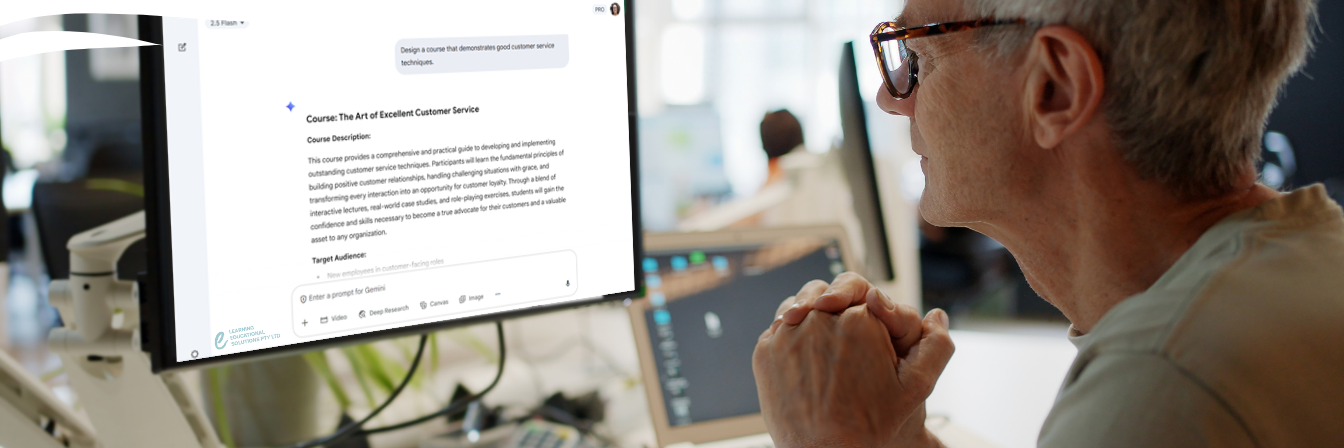 2.5 Flash
PRO
Design a course that demonstrates good customer service
techniques.
Course: The Art of Excellent Customer Service
Course Description:
This course provides a comprehensive and practical guide to developing and implementing
outstanding customer service techniques. Participants will learn the fundamental principles of
building positive customer relationships, handling challenging situations with grace, and
transforming every interaction into an opportunity for customer loyalty. Through a blend of
interactive lectures, real-world case studies, and role-playing exercises, students will gain the
confidence and skills necessary to become a true advocate for their customers and a valuable
asset to any organization.
Target Audience:
• New employees in customer-facing roles
Enter a prompt for Gemini
+ Video Deep Research Canvas Image ...
LEARNING
EDUCATIONAL
SOLUTIONS PTY LTD